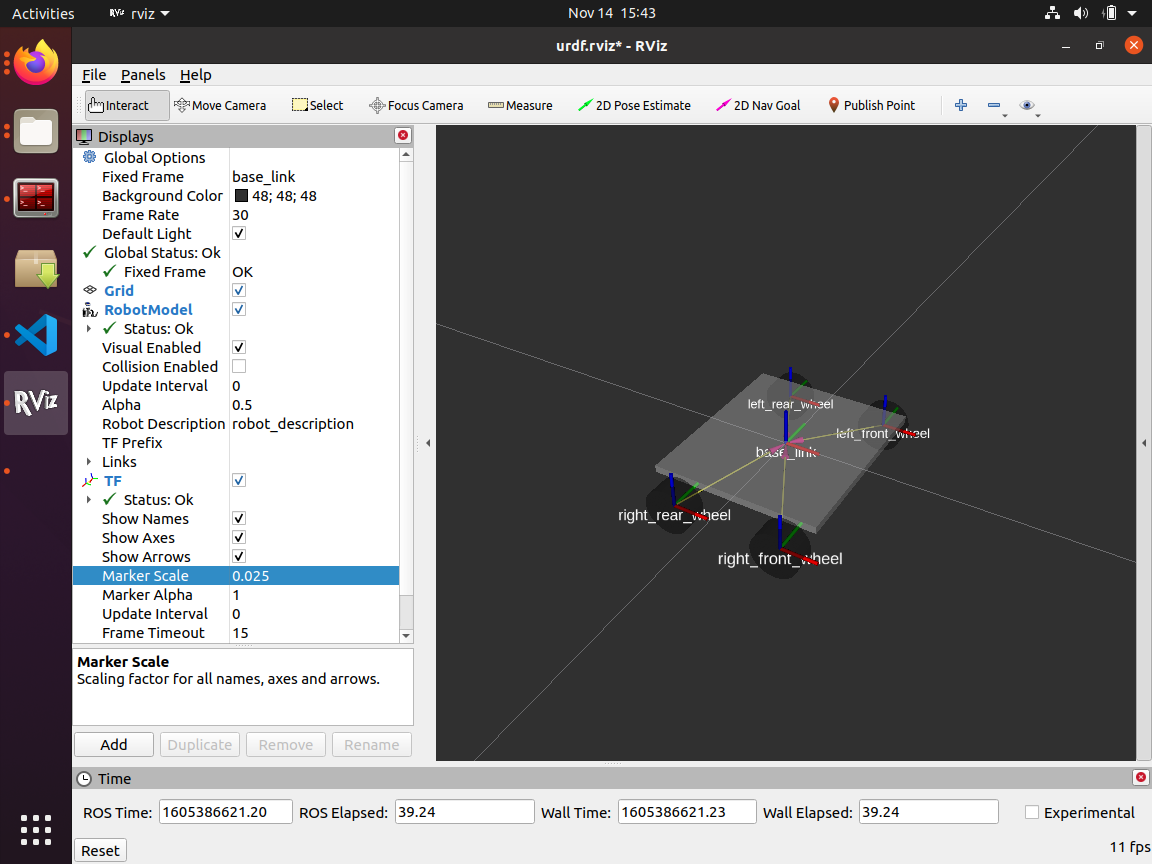 Activities RViz rviz Nov 14 15:43
urdf.rviz* - RViz
File Panels Help
Interact Move Camera Select Focus Camera Measure 2D Pose Estimate 2D Nav Goal Publish Point
Displays
Global Options
Fixed Frame base_link
Background Color 48; 48; 48
Frame Rate 30
Default Light
Global Status: Ok
Fixed Frame OK
Grid
RobotModel
Status: Ok
Visual Enabled
Collision Enabled
Update Interval 0
Alpha 0.5
Robot Description robot_description
TF Prefix
Links
TF
Status: Ok
Show Names
Show Axes
Show Arrows
Marker Scale 0.025
Marker Alpha 1
Update Interval 0
Frame Timeout 15
Marker Scale
Scaling factor for all names, axes and arrows.
Add Duplicate Remove Rename
left_rear_wheel
left_front_wheel
base_link
right_rear_wheel
right_front_wheel
RViz
Time
ROS Time: 1605386621.20 ROS Elapsed: 39.24 Wall Time: 1605386621.23 Wall Elapsed: 39.24 Experimental
Reset 11 fps